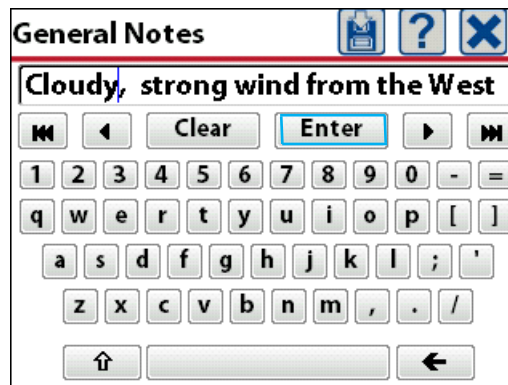 General Notes ?
Cloudy, strong wind from the West
Clear Enter
1 2 3 4 5 6 7 8 9 0 - =
q w e r t y u i o p [ ]
a s d f g h j k l ; '
z x c v b n m , . /